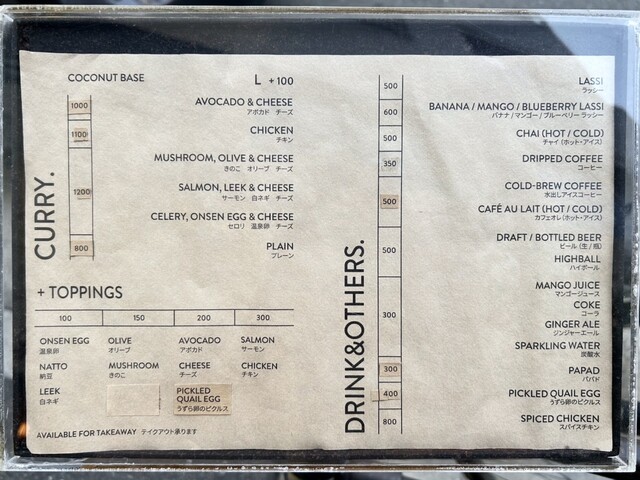 COCONUT BASE
L +100
CURRY.
1000
AVOCADO & CHEESE
アボカド チーズ
1100
CHICKEN
チキン
1200
MUSHROOM, OLIVE & CHEESE
きのこ オリーブ チーズ
SALMON, LEEK & CHEESE
サーモン 白ネギ チーズ
CELERY, ONSEN EGG & CHEESE
セロリ 温泉卵 チーズ
800
PLAIN
プレーン
+ TOPPINGS
100 150 200 300
ONSEN EGG OLIVE AVOCADO SALMON
温泉卵 オリーブ アボカド サーモン
NATTO MUSHROOM CHEESE CHICKEN
納豆 きのこ チーズ チキン
LEEK PICKLED
白ネギ QUAIL EGG
うずら卵のピクルス
AVAILABLE FOR TAKEAWAY テイクアウト承ります
DRINK&OTHERS.
500
LASSI
ラッシー
600
BANANA / MANGO / BLUEBERRY LASSI
バナナ / マンゴー / ブルーベリー ラッシー
500
CHAI (HOT / COLD)
チャイ (ホット・アイス)
350
DRIPPED COFFEE
コーヒー
500
COLD-BREW COFFEE
水出しアイスコーヒー
CAFÉ AU LAIT (HOT / COLD)
カフェオレ (ホット・アイス)
500
DRAFT / BOTTLED BEER
ビール (生 / 瓶)
HIGHBALL
ハイボール
300
MANGO JUICE
マンゴージュース
COKE
コーラ
GINGER ALE
ジンジャーエール
SPARKLING WATER
炭酸水
300
PAPAD
パパド
400
PICKLED QUAIL EGG
うずら卵のピクルス
800
SPICED CHICKEN
スパイスチキン